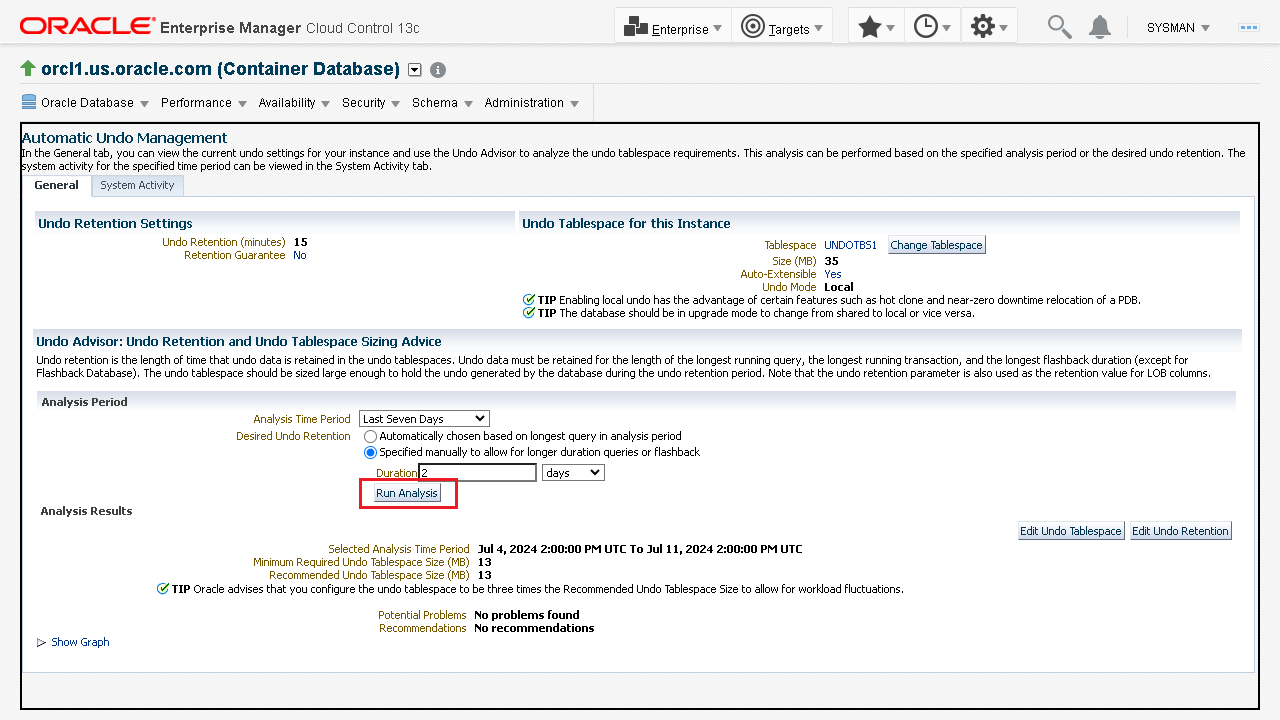 ORACLE® Enterprise Manager Cloud Control 13c
Enterprise
Targets
SYSMAN
orcl1.us.oracle.com (Container Database)
Oracle Database Performance Availability Security Schema Administration
Automatic Undo Management
In the General tab, you can view the current undo settings for your instance and use the Undo Advisor to analyze the undo tablespace requirements. This analysis can be performed based on the specified analysis period or the desired undo retention. The
system activity for the specified time period can be viewed in the System Activity tab.
General System Activity
Undo Retention Settings
Undo Retention (minutes) 15
Retention Guarantee No
Undo Tablespace for this Instance
Tablespace UNDOTBS1 Change Tablespace
Size (MB) 35
Auto-Extensible Yes
Undo Mode Local
TIP Enabling local undo has the advantage of certain features such as hot clone and near-zero downtime relocation of a PDB.
TIP The database should be in upgrade mode to change from shared to local or vice versa.
Undo Advisor: Undo Retention and Undo Tablespace Sizing Advice
Undo retention is the length of time that undo data is retained in the undo tablespaces. Undo data must be retained for the length of the longest running query, the longest running transaction, and the longest flashback duration (except for
Flashback Database). The undo tablespace should be sized large enough to hold the undo generated by the database during the undo retention period. Note that the undo retention parameter is also used as the retention value for LOB columns.
Analysis Period
Analysis Time Period Last Seven Days
Desired Undo Retention Automatically chosen based on longest query in analysis period
Specified manually to allow for longer duration queries or flashback
Duration 2 days
Run Analysis
Analysis Results
Edit Undo Tablespace Edit Undo Retention
Selected Analysis Time Period Jul 4, 2024 2:00:00 PM UTC To Jul 11, 2024 2:00:00 PM UTC
Minimum Required Undo Tablespace Size (MB) 13
Recommended Undo Tablespace Size (MB) 13
TIP Oracle advises that you configure the undo tablespace to be three times the Recommended Undo Tablespace Size to allow for workload fluctuations.
Potential Problems No problems found
Recommendations No recommendations
Show Graph